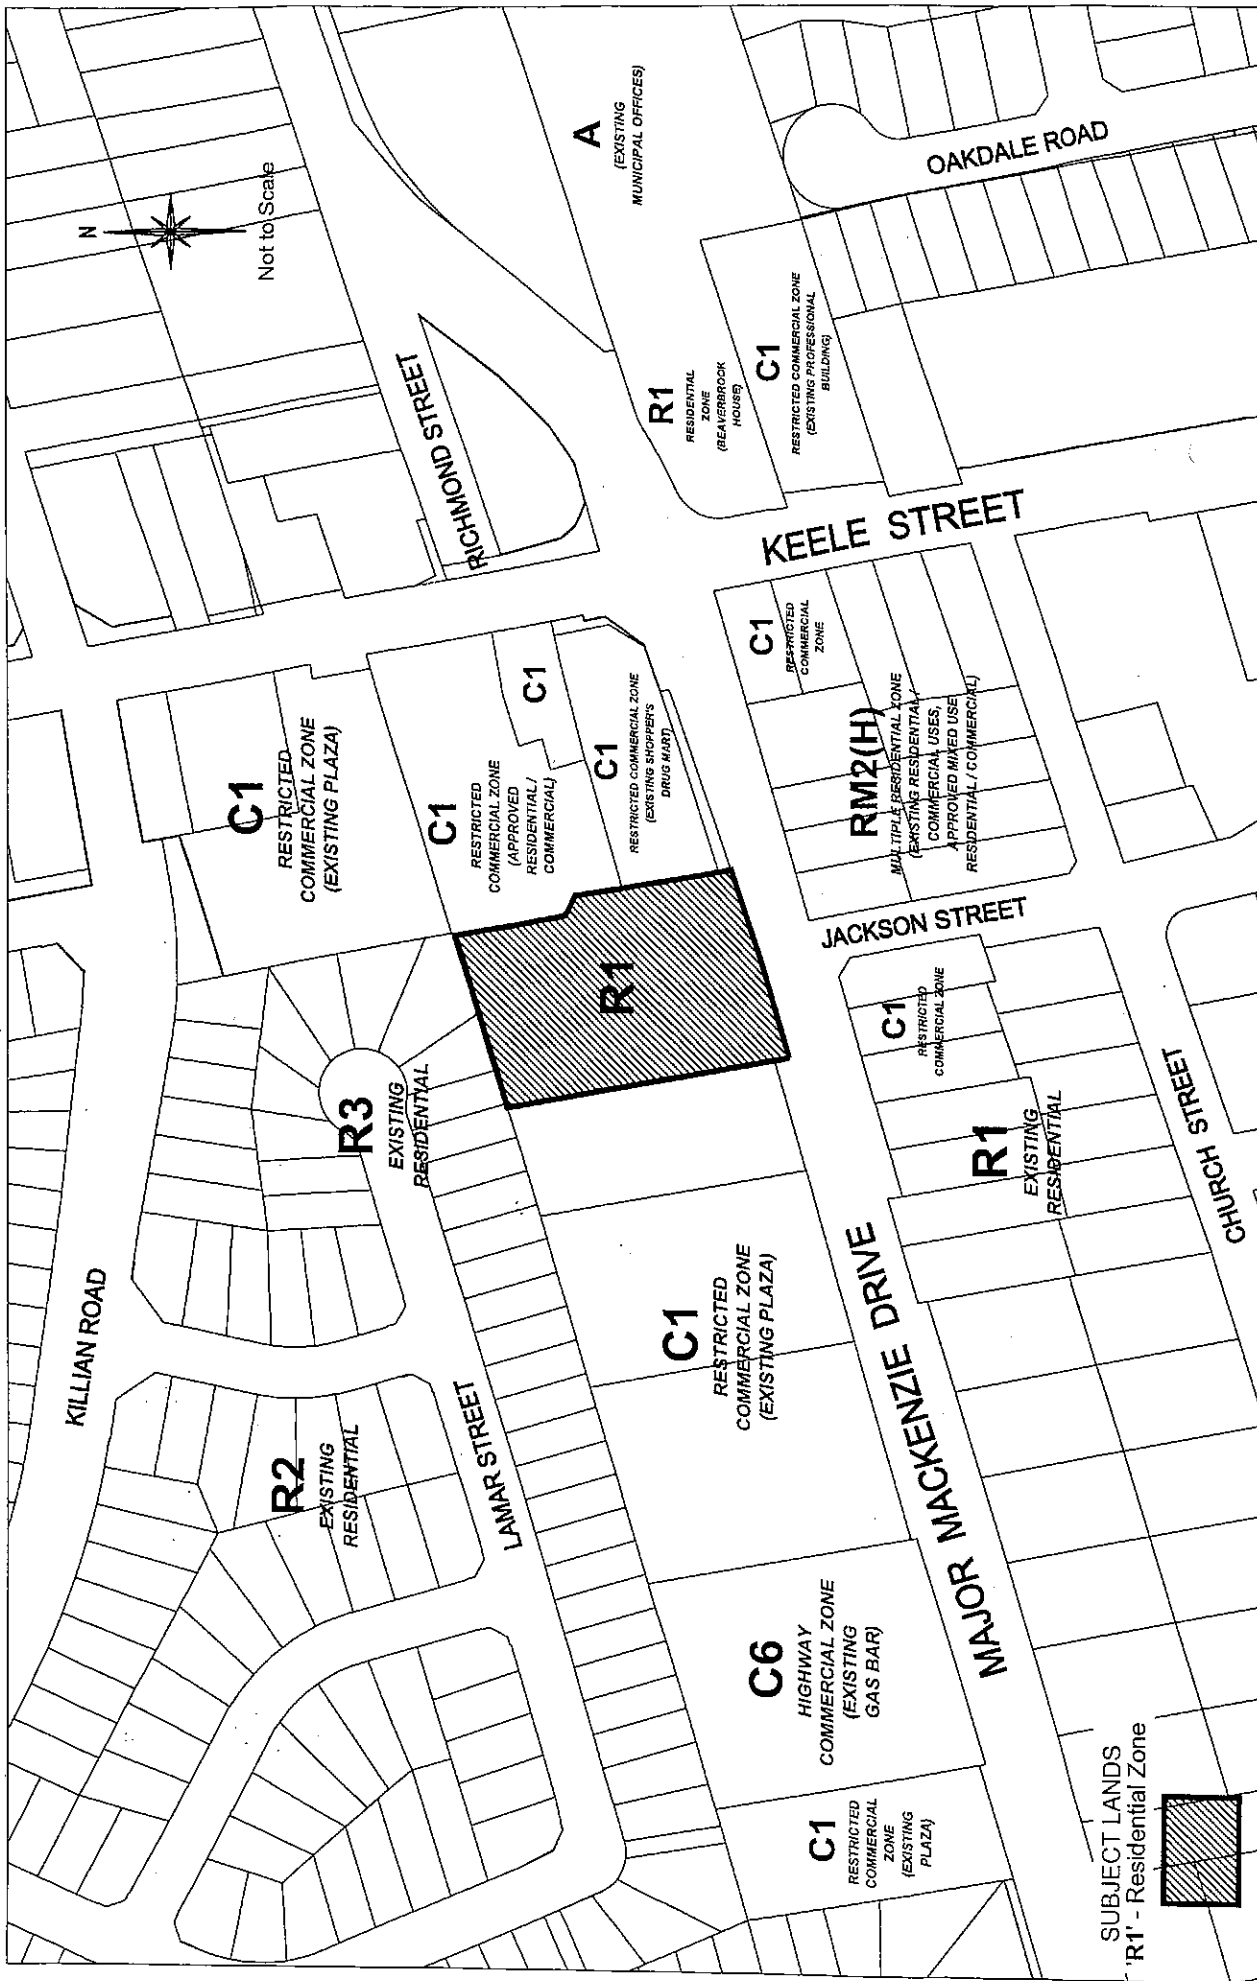 N
Not to Scale
KILLIAN ROAD
R2
EXISTING
RESIDENTIAL
R3
EXISTING
RESIDENTIAL
C1
RESTRICTED
COMMERCIAL ZONE
(EXISTING PLAZA)
RICHMOND STREET
A
(EXISTING
MUNICIPAL OFFICES)
LAMAR STREET
C1
RESTRICTED
COMMERCIAL ZONE
(APPROVED
RESIDENTIAL /
COMMERCIAL)
C1
C1
RESTRICTED COMMERCIAL ZONE
(EXISTING SHOPPER'S
DRUG MART)
R1
R1
RESIDENTIAL
ZONE
(BEAVERBROOK
HOUSE)
C1
RESTRICTED COMMERCIAL ZONE
(EXISTING PROFESSIONAL
BUILDING)
OAKDALE ROAD
KEELE STREET
C1
RESTRICTED
COMMERCIAL
ZONE
RM2(H)
MULTIPLE RESIDENTIAL ZONE
(EXISTING RESIDENTIAL /
COMMERCIAL USES,
APPROVED MIXED USE
RESIDENTIAL / COMMERCIAL)
C1
RESTRICTED
COMMERCIAL ZONE
(EXISTING PLAZA)
C6
HIGHWAY
COMMERCIAL ZONE
(EXISTING
GAS BAR)
C1
RESTRICTED
COMMERCIAL
ZONE
(EXISTING
PLAZA)
MAJOR MACKENZIE DRIVE
JACKSON STREET
C1
RESTRICTED
COMMERCIAL ZONE
R1
EXISTING
RESIDENTIAL
CHURCH STREET
SUBJECT LANDS
'R1' - Residential Zone